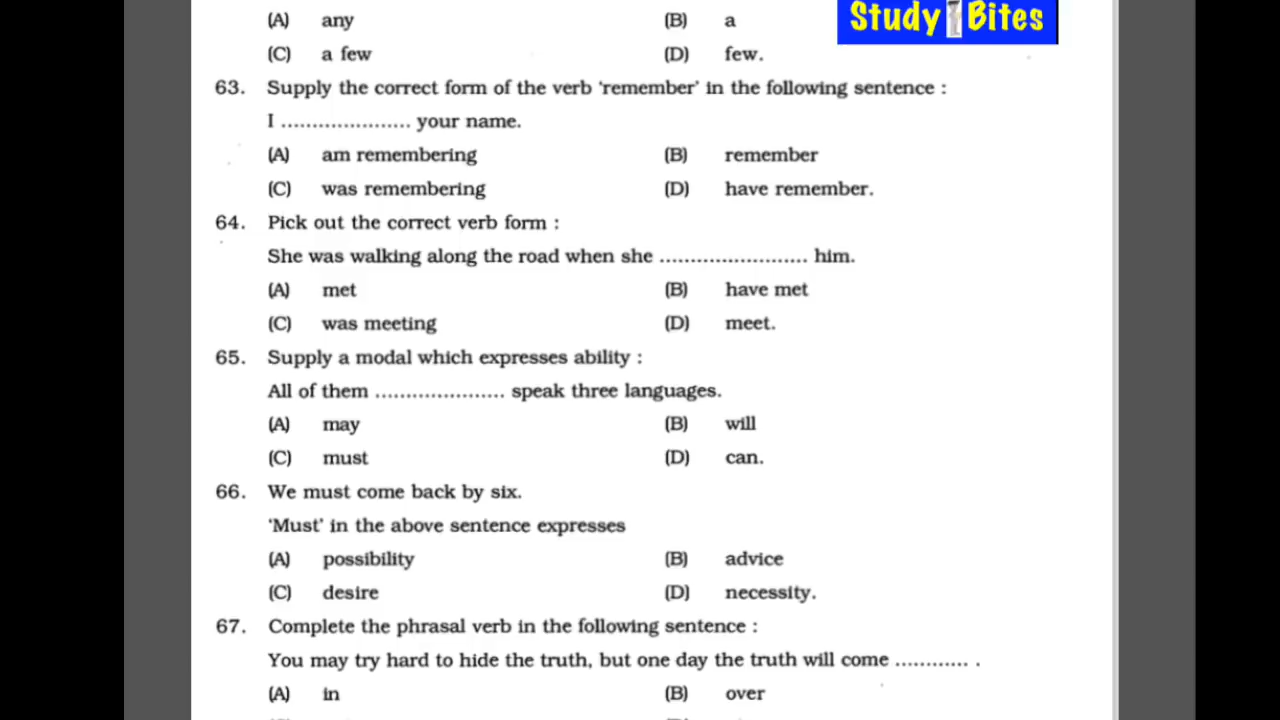 (A) any (B) a
Study Bites
(C) a few (D) few.
63. Supply the correct form of the verb 'remember' in the following sentence :
I ..................... your name.
(A) am remembering (B) remember
(C) was remembering (D) have remember.
64. Pick out the correct verb form :
She was walking along the road when she ........................ him.
(A) met (B) have met
(C) was meeting (D) meet.
65. Supply a modal which expresses ability :
All of them ..................... speak three languages.
(A) may (B) will
(C) must (D) can.
66. We must come back by six.
'Must' in the above sentence expresses
(A) possibility (B) advice
(C) desire (D) necessity.
67. Complete the phrasal verb in the following sentence :
You may try hard to hide the truth, but one day the truth will come ............ .
(A) in (B) over